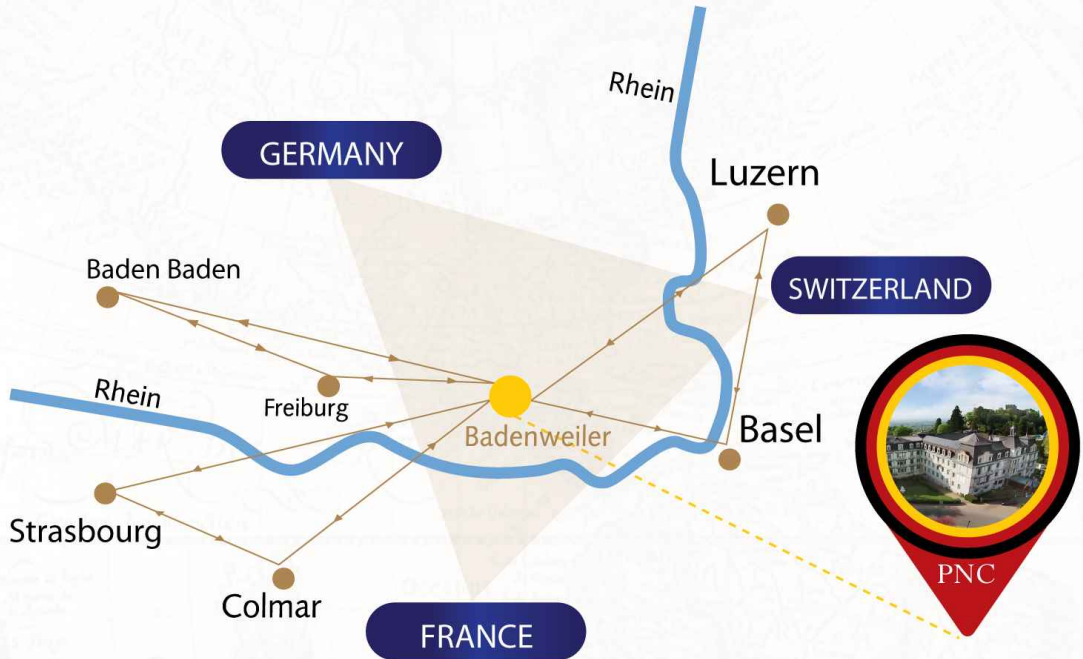 Rhein
GERMANY
Luzern
Baden Baden
SWITZERLAND
Rhein
Freiburg
Badenweiler
Basel
Strasbourg
Colmar
PNC
FRANCE